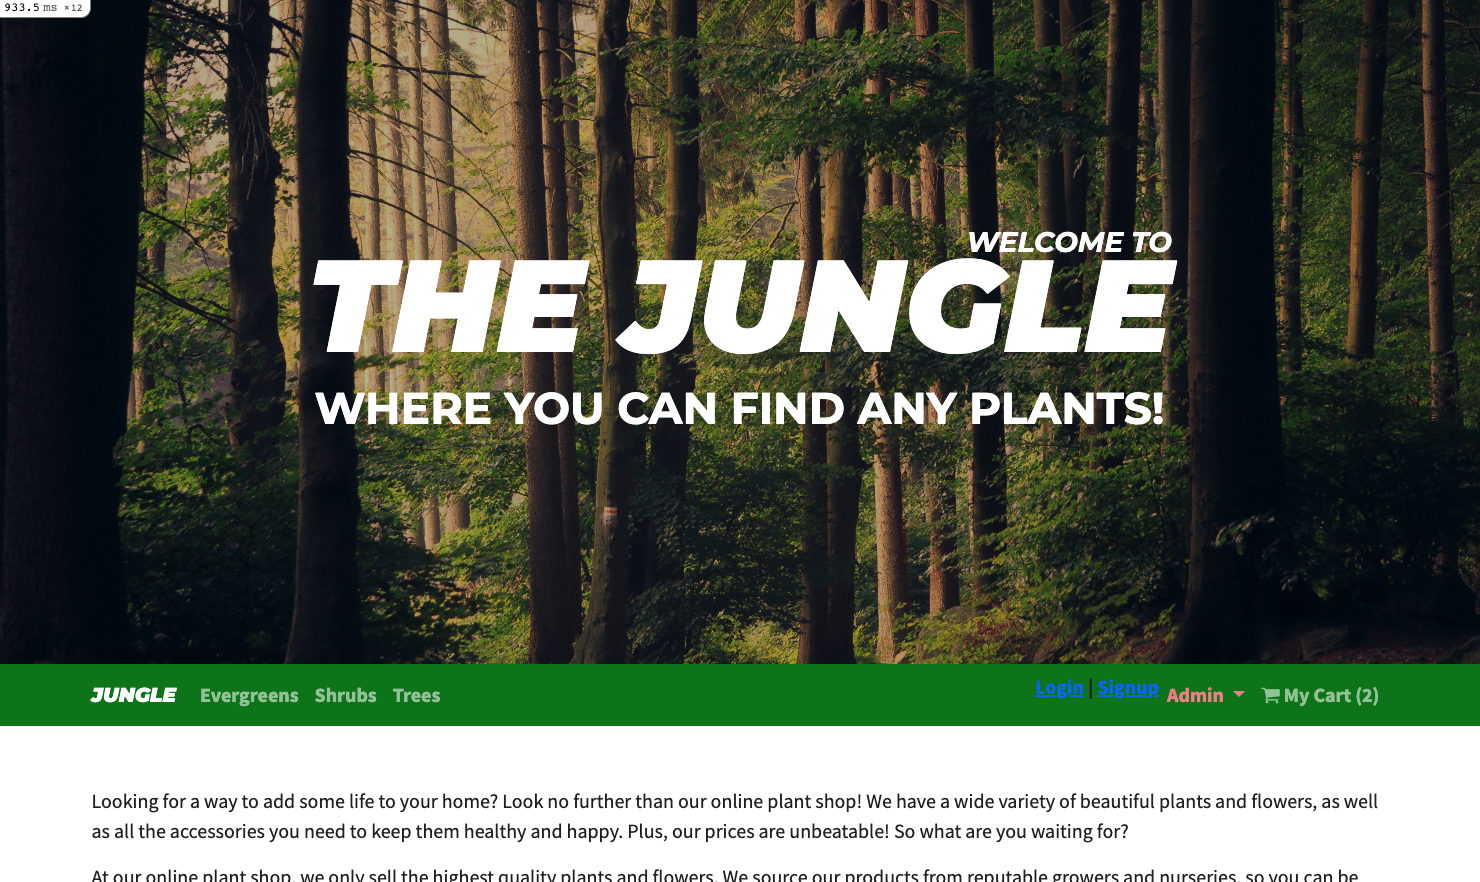 933.5 ms ×12
WELCOME TO
THE JUNGLE
WHERE YOU CAN FIND ANY PLANTS!
JUNGLE Evergreens Shrubs Trees Login | Signup Admin My Cart (2)
Looking for a way to add some life to your home? Look no further than our online plant shop! We have a wide variety of beautiful plants and flowers, as well
as all the accessories you need to keep them healthy and happy. Plus, our prices are unbeatable! So what are you waiting for?
At our online plant shop, we only sell the highest quality plants and flowers. We source our products from reputable growers and nurseries, so you can be